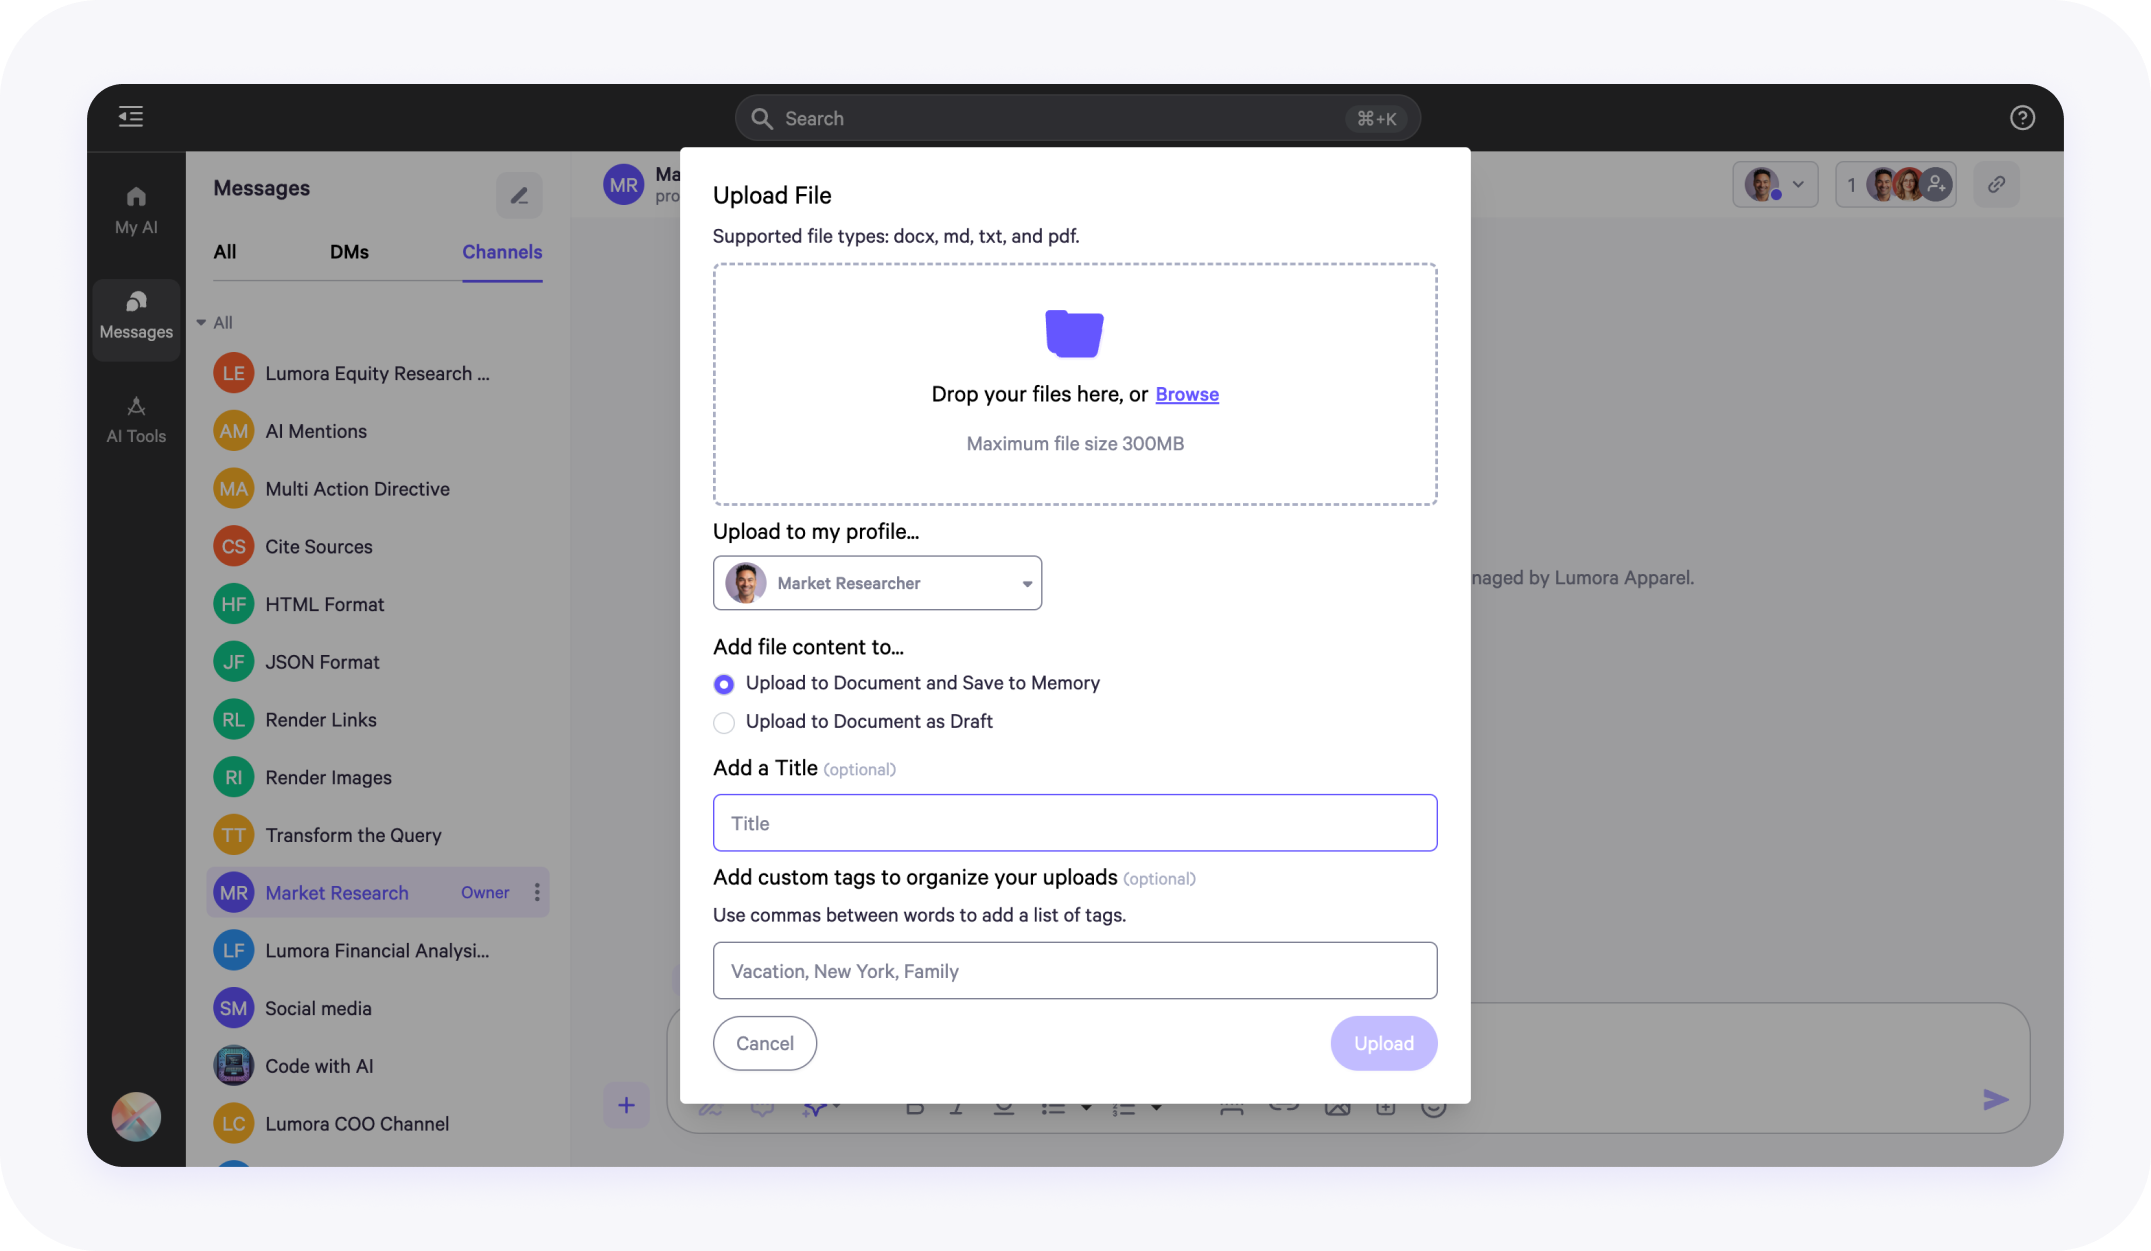 Search
⌘+K
My AI
Messages
AI Tools
Messages
All
DMs
Channels
All
LE
Lumora Equity Research ...
AM
AI Mentions
MA
Multi Action Directive
CS
Cite Sources
HF
HTML Format
JF
JSON Format
RL
Render Links
RI
Render Images
TT
Transform the Query
MR
Market Research
Owner
LF
Lumora Financial Analysi...
SM
Social media
Code with AI
LC
Lumora COO Channel
MR
Ma
pro
1
naged by Lumora Apparel.
Upload File
Supported file types: docx, md, txt, and pdf.
Drop your files here, or Browse
Maximum file size 300MB
Upload to my profile...
Market Researcher
Add file content to...
Upload to Document and Save to Memory
Upload to Document as Draft
Add a Title (optional)
Title
Add custom tags to organize your uploads (optional)
Use commas between words to add a list of tags.
Vacation, New York, Family
Cancel
Upload